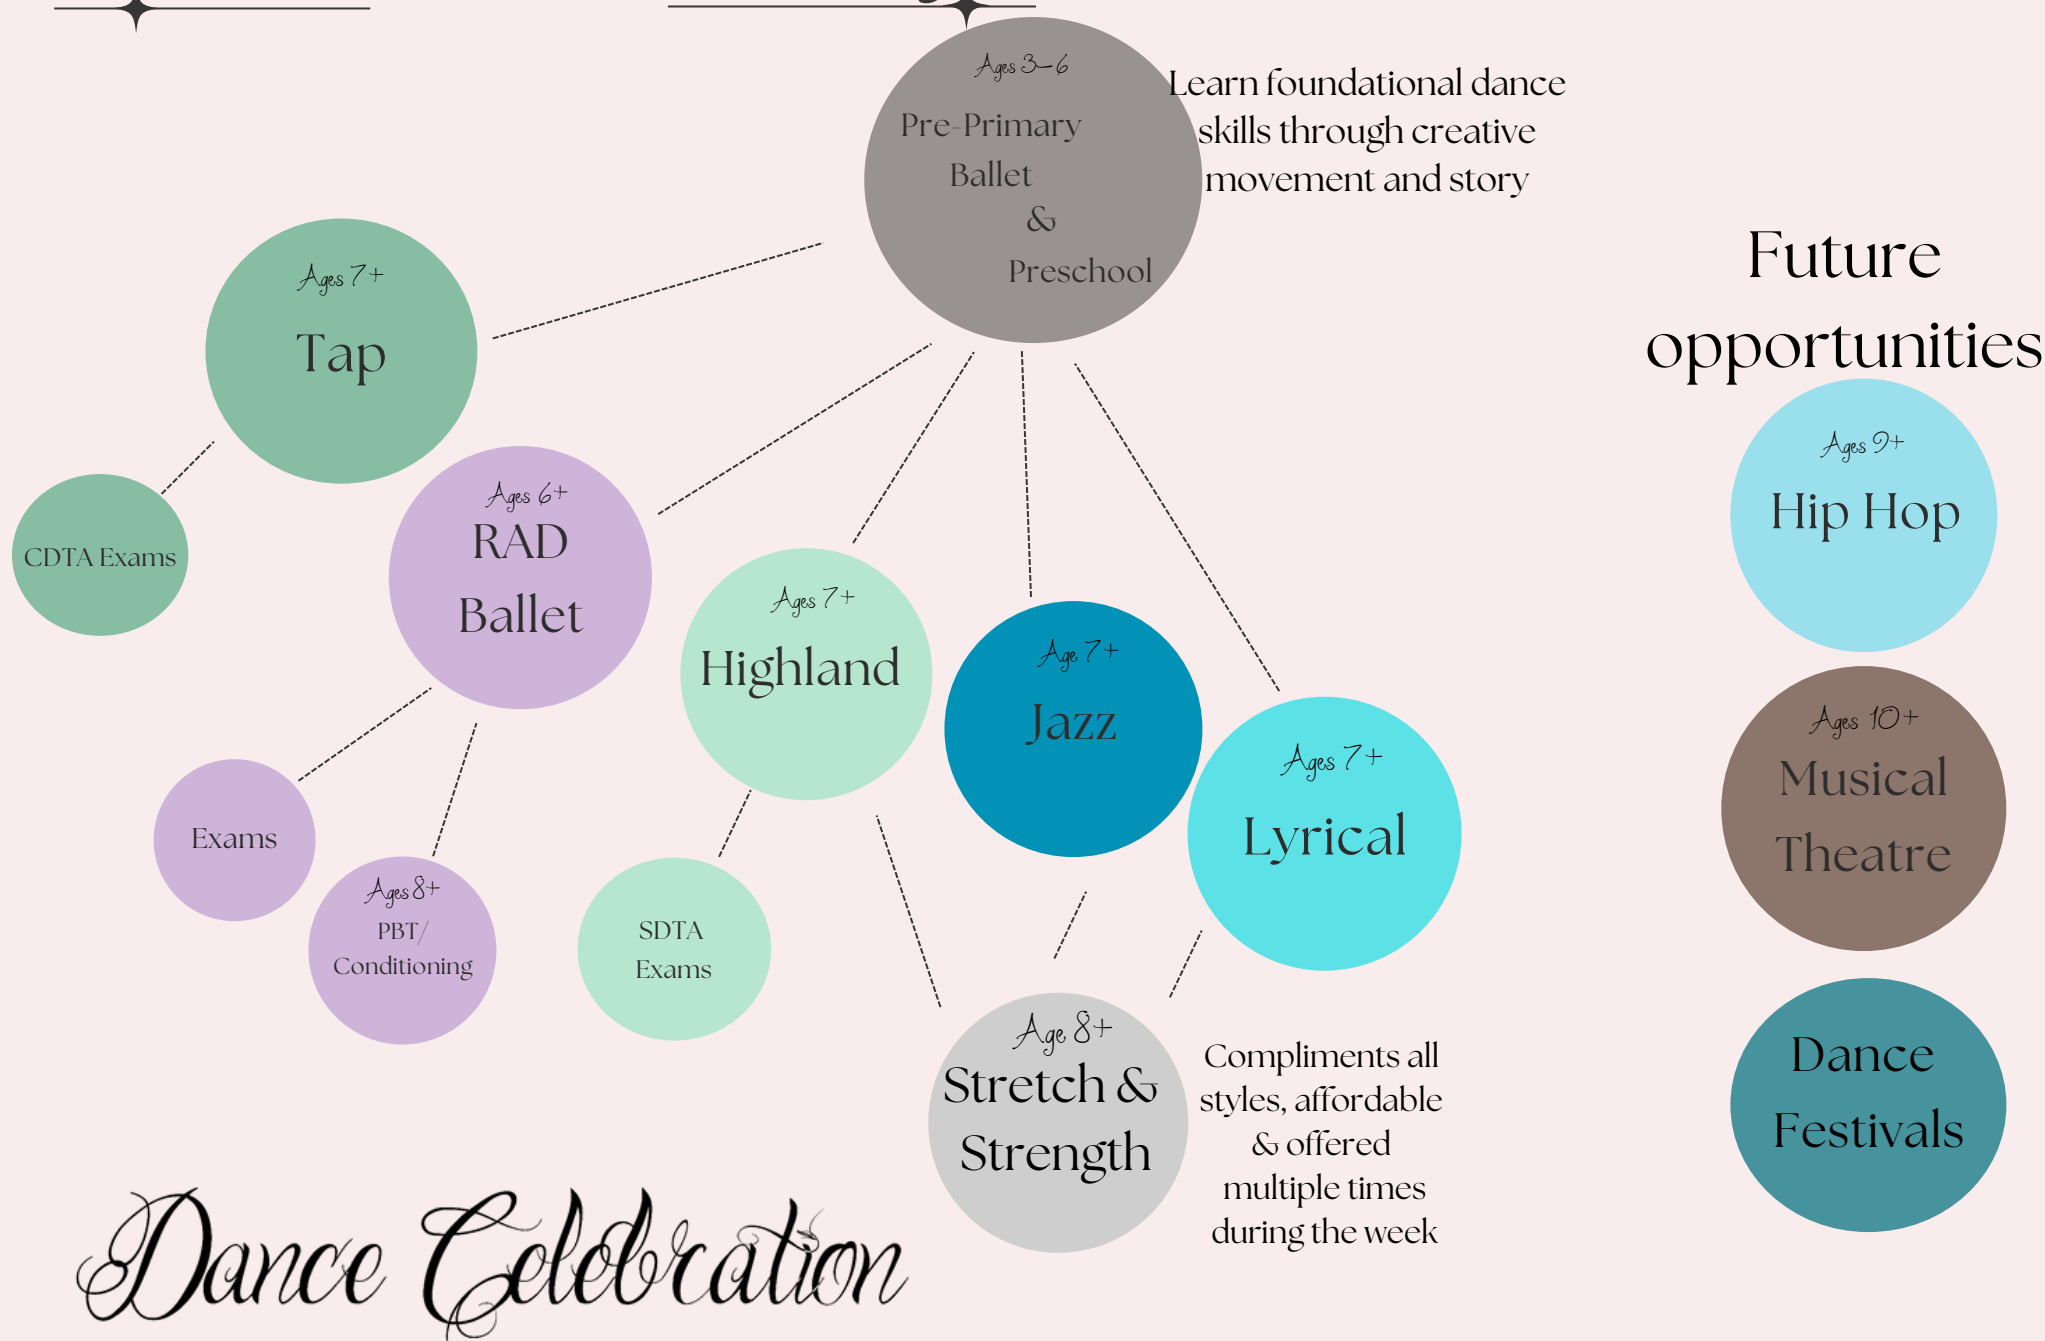 Ages 3-6
Pre-Primary
Ballet
&
Preschool
Learn foundational dance
skills through creative
movement and story
Ages 7+
Tap
CDTA Exams
Ages 6+
RAD
Ballet
Exams
Ages 8+
PBT/
Conditioning
Ages 7+
Highland
SDTA
Exams
Age 7+
Jazz
Ages 7+
Lyrical
Age 8+
Stretch &
Strength
Compliments all
styles, affordable
& offered
multiple times
during the week
Future
opportunities
Ages 9+
Hip Hop
Ages 10+
Musical
Theatre
Dance
Festivals
Dance Celebration